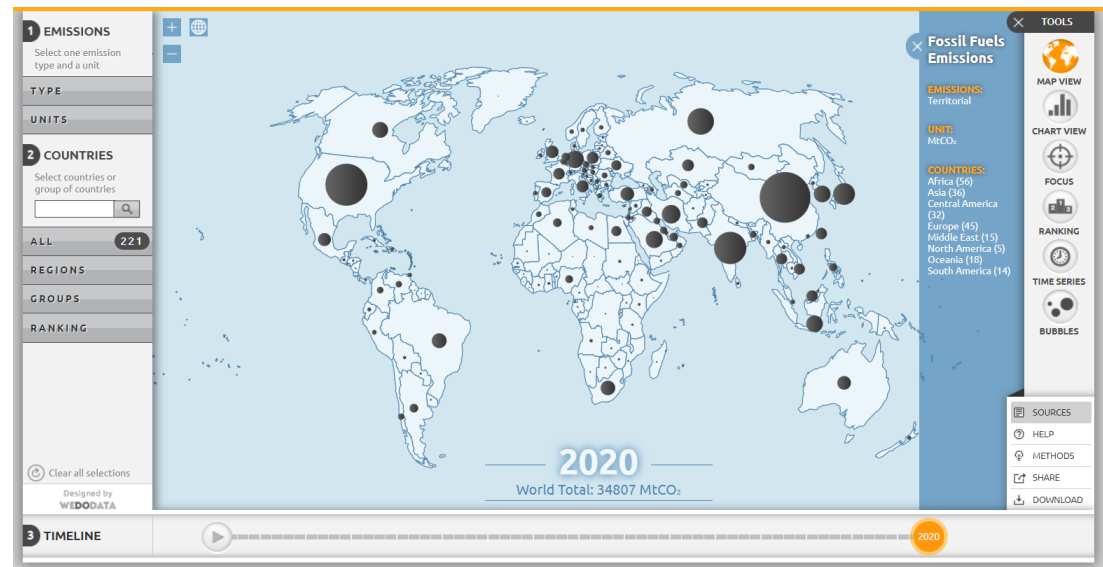 1 EMISSIONS
Select one emission
type and a unit
TYPE
UNITS
2 COUNTRIES
Select countries or
group of countries
ALL 221
REGIONS
GROUPS
RANKING
Clear all selections
Designed by
WEDODATA
+
−
2020
World Total: 34807 MtCO₂
× Fossil Fuels
Emissions
EMISSIONS:
Territorial
UNIT:
MtCO₂
COUNTRIES:
Africa (56)
Asia (36)
Central America
(32)
Europe (45)
Middle East (15)
North America (5)
Oceania (18)
South America (14)
× TOOLS
MAP VIEW
CHART VIEW
FOCUS
RANKING
TIME SERIES
BUBBLES
SOURCES
HELP
METHODS
SHARE
DOWNLOAD
3 TIMELINE
2020